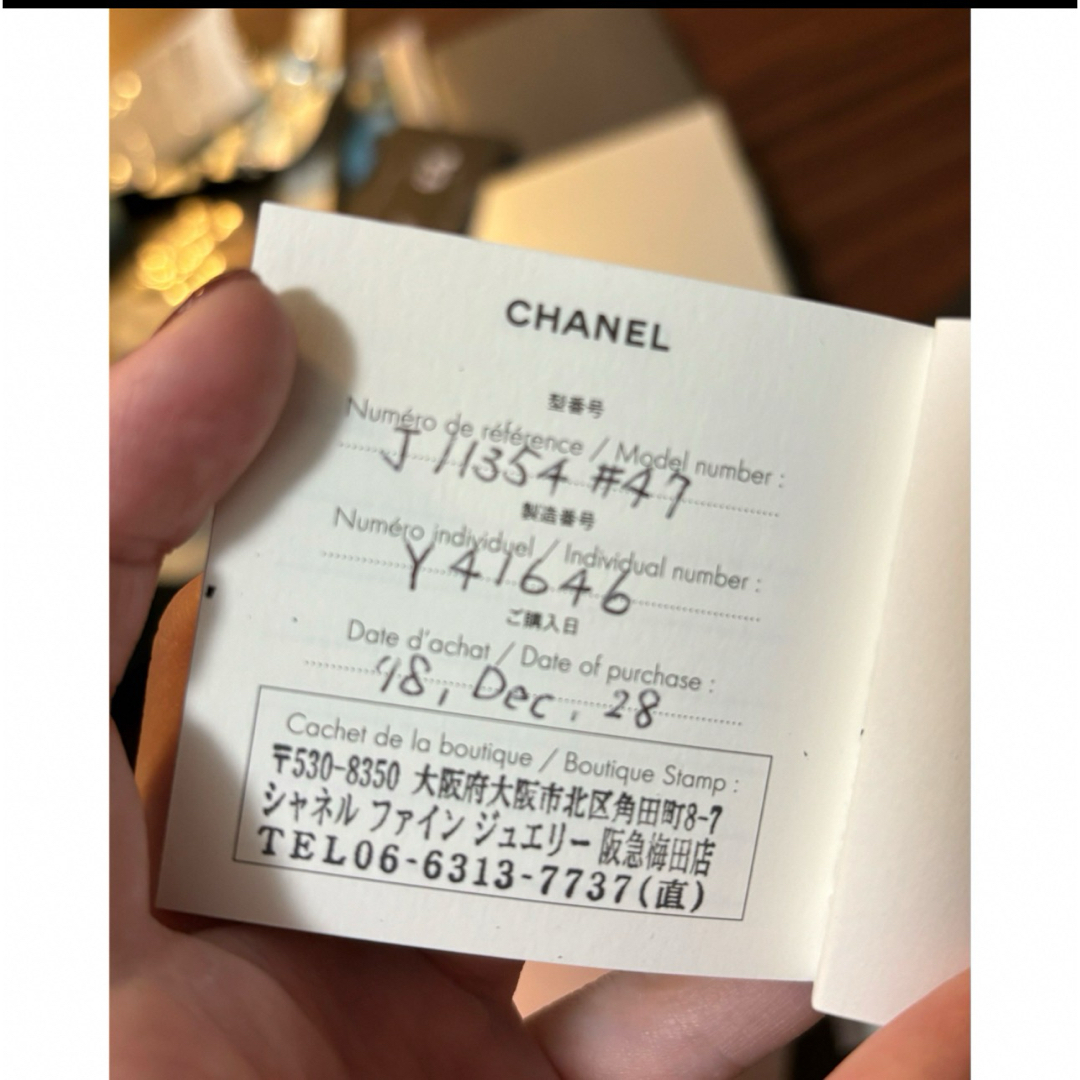 CHANEL
型番号
Numéro de référence / Model number :
J11354 #47
製造番号
Numéro individuel / Individual number :
Y41646
ご購入日
Date d'achat / Date of purchase :
'18, Dec. 28
Cachet de la boutique / Boutique Stamp :
〒530-8350 大阪府大阪市北区角田町8-7
シャネル ファイン ジュエリー 阪急梅田店
TEL06-6313-7737(直)